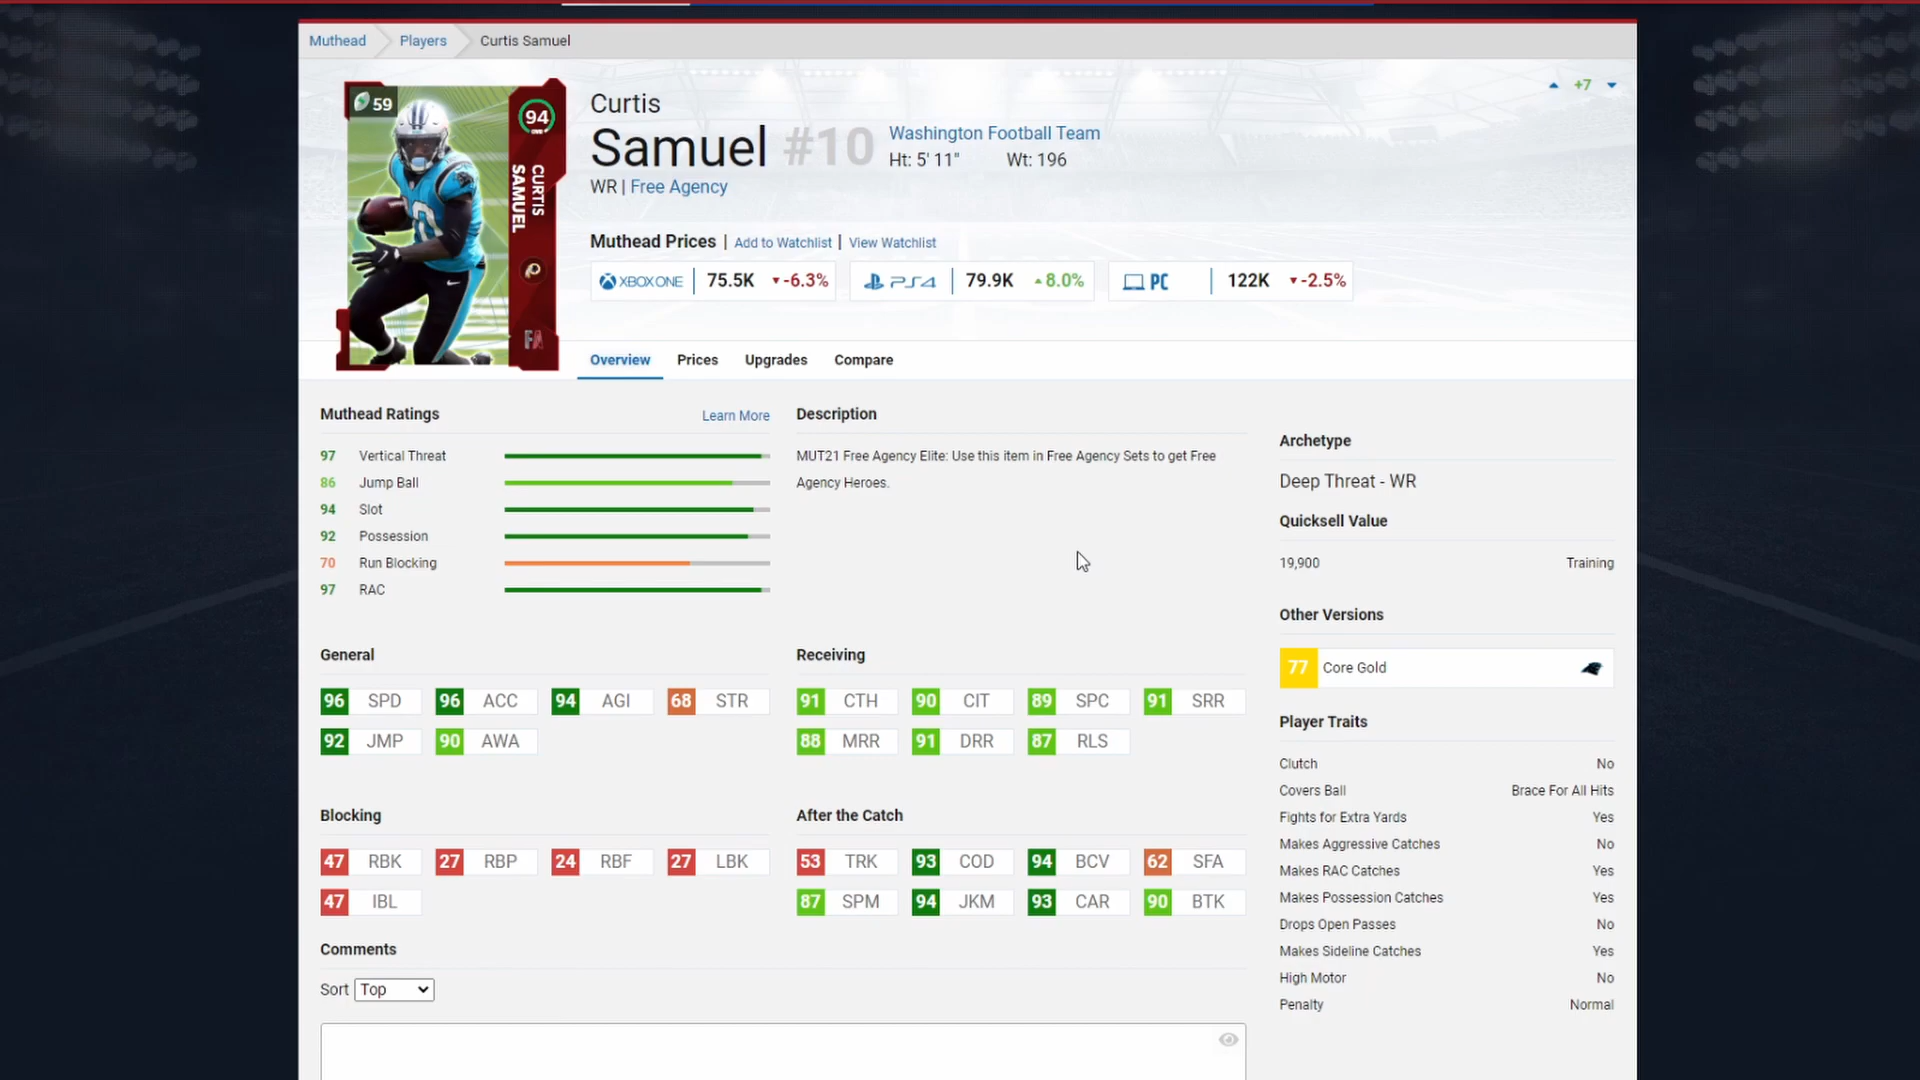 Muthead
Players
Curtis Samuel
59
94
OVR
CURTIS
SAMUEL
FA
Curtis
Samuel #10
Washington Football Team
Ht: 5' 11" Wt: 196
WR | Free Agency
+7
Muthead Prices | Add to Watchlist | View Watchlist
XBOX ONE 75.5K -6.3%
PS4 79.9K 8.0%
PC 122K -2.5%
Overview Prices Upgrades Compare
Muthead Ratings Learn More
97 Vertical Threat
86 Jump Ball
94 Slot
92 Possession
70 Run Blocking
97 RAC
Description
MUT21 Free Agency Elite: Use this item in Free Agency Sets to get Free
Agency Heroes.
Archetype
Deep Threat - WR
Quicksell Value
19,900 Training
Other Versions
77 Core Gold
General
96 SPD 96 ACC 94 AGI 68 STR
92 JMP 90 AWA
Receiving
91 CTH 90 CIT 89 SPC 91 SRR
88 MRR 91 DRR 87 RLS
Blocking
47 RBK 27 RBP 24 RBF 27 LBK
47 IBL
After the Catch
53 TRK 93 COD 94 BCV 62 SFA
87 SPM 94 JKM 93 CAR 90 BTK
Player Traits
Clutch No
Covers Ball Brace For All Hits
Fights for Extra Yards Yes
Makes Aggressive Catches No
Makes RAC Catches Yes
Makes Possession Catches Yes
Drops Open Passes No
Makes Sideline Catches Yes
High Motor No
Penalty Normal
Comments
Sort Top